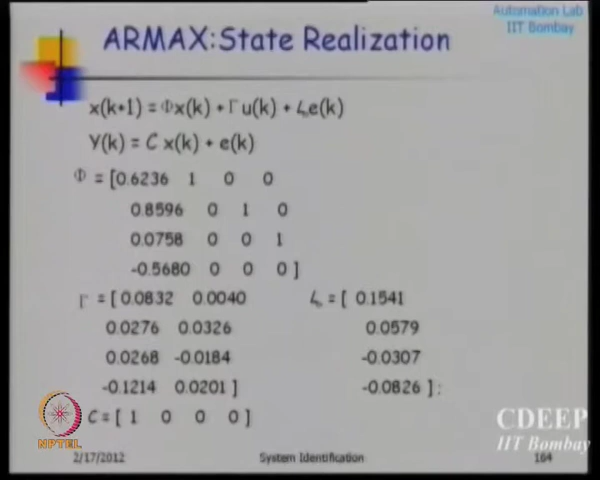 Automation Lab
IIT Bombay
ARMAX:State Realization
x(k+1) = Φx(k) + Γu(k) + Le(k)
Y(k) = C x(k) + e(k)
Φ = [0.6236 1 0 0
0.8596 0 1 0
0.0758 0 0 1
-0.5680 0 0 0 ]
Γ = [ 0.0832 0.0040
0.0276 0.0326
0.0268 -0.0184
-0.1214 0.0201 ]
L = [ 0.1541
0.0579
-0.0307
-0.0826 ];
C = [ 1 0 0 0 ]
NPTEL
CDEEP
IIT Bombay
2/17/2012 System Identification 164